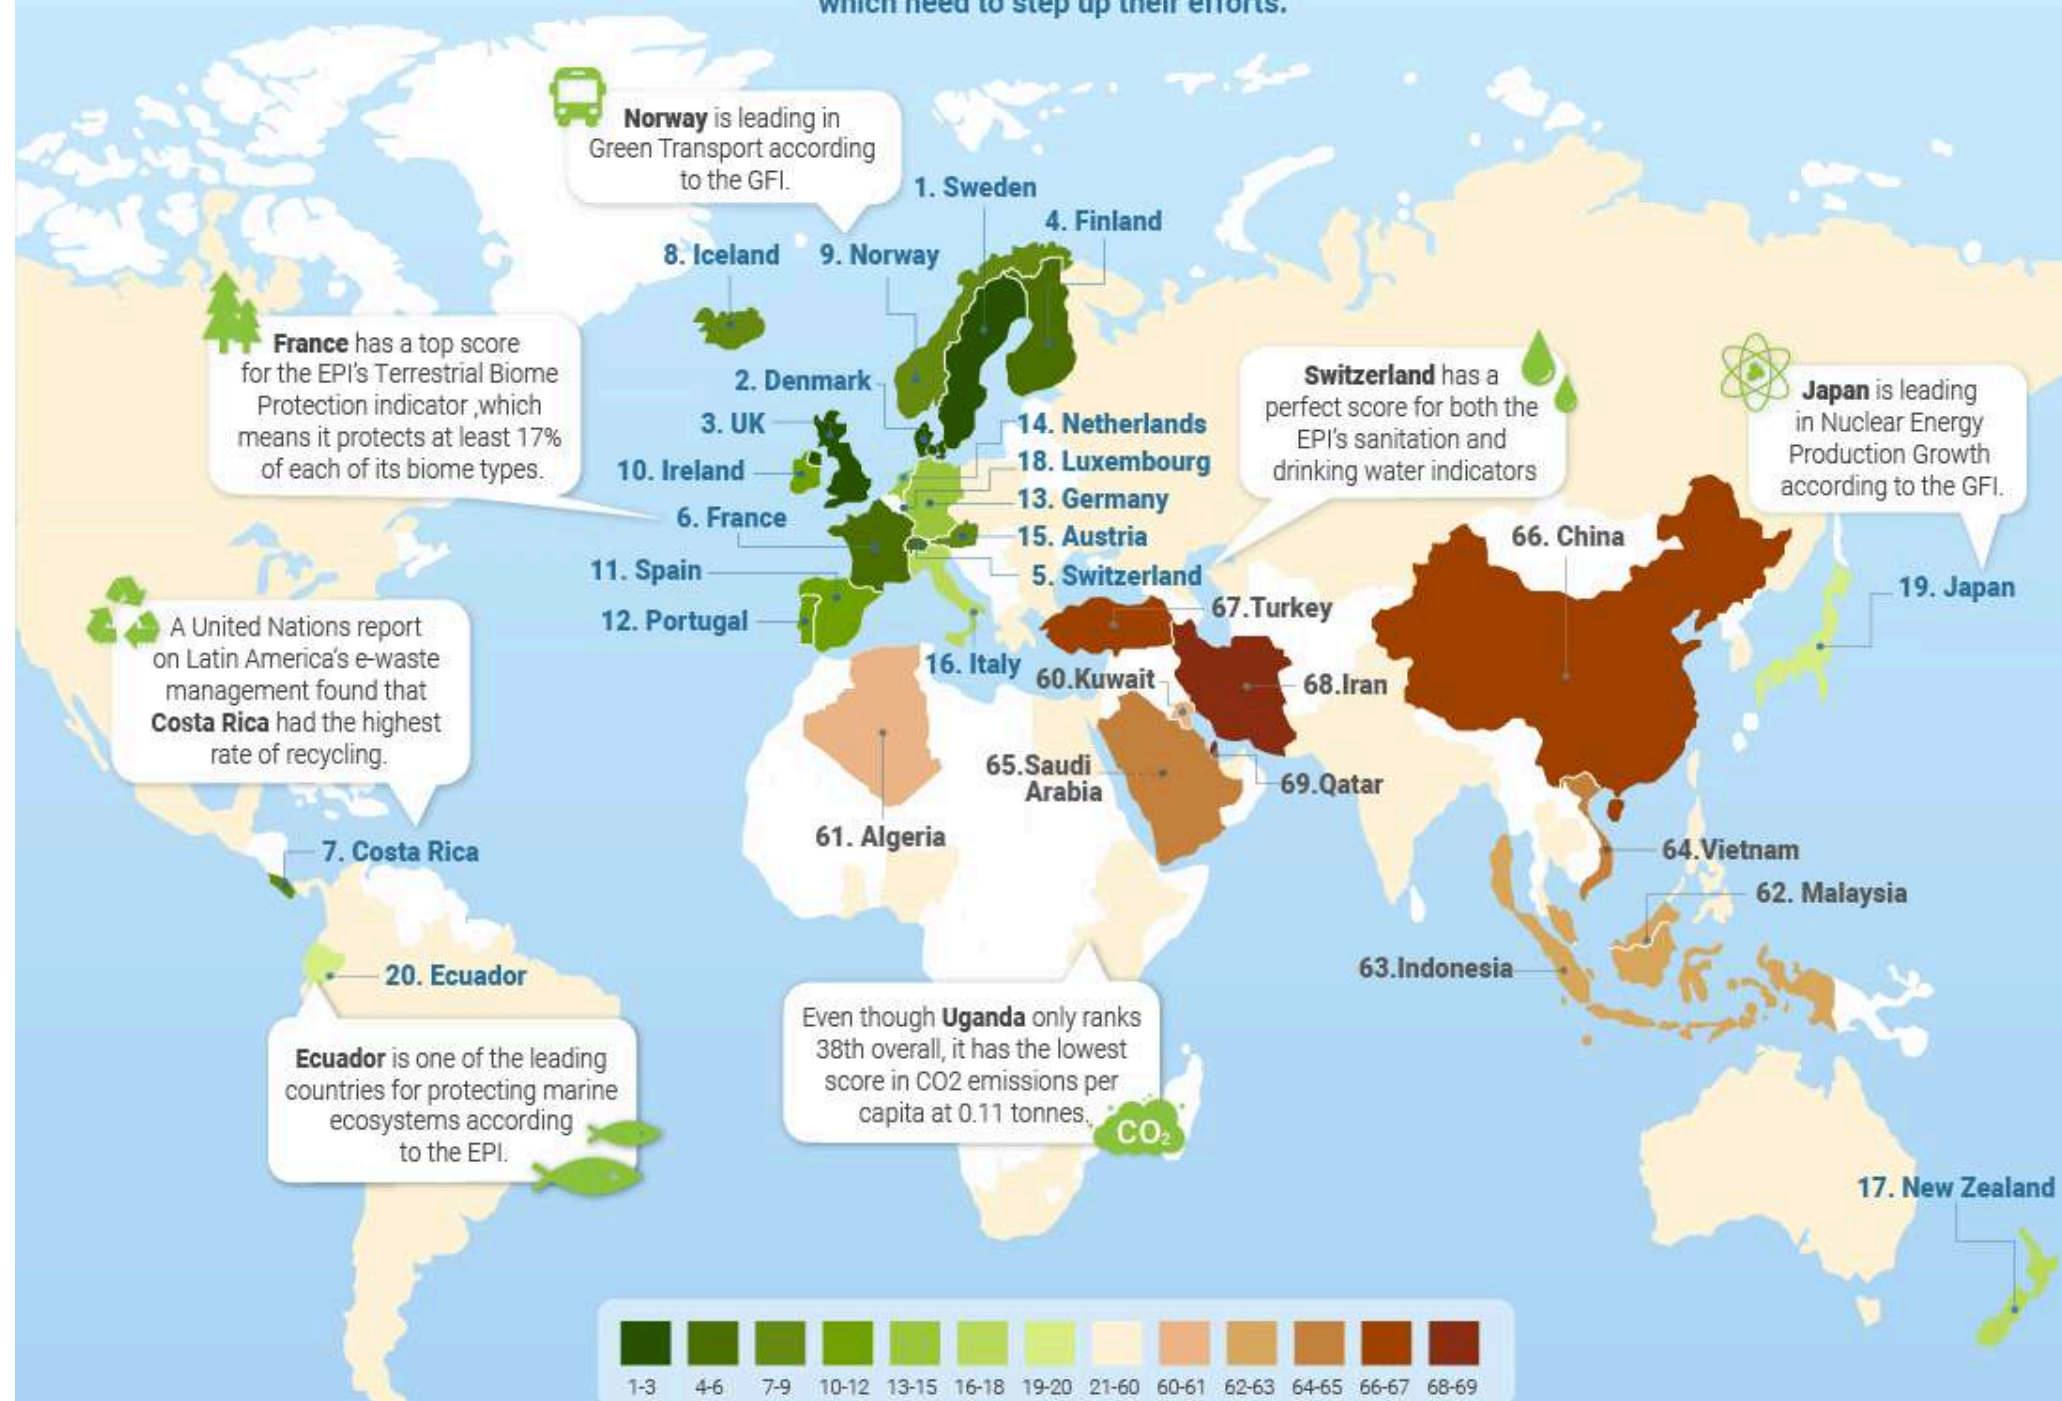 which need to step up their efforts.
Norway is leading in
Green Transport according
to the GFI.
1. Sweden
4. Finland
8. Iceland
9. Norway
France has a top score
for the EPI's Terrestrial Biome
Protection indicator ,which
means it protects at least 17%
of each of its biome types.
2. Denmark
3. UK
10. Ireland
6. France
11. Spain
12. Portugal
14. Netherlands
18. Luxembourg
13. Germany
15. Austria
5. Switzerland
16. Italy
Switzerland has a
perfect score for both the
EPI's sanitation and
drinking water indicators
Japan is leading
in Nuclear Energy
Production Growth
according to the GFI.
66. China
19. Japan
67.Turkey
60.Kuwait
68.Iran
65.Saudi
Arabia
69.Qatar
61. Algeria
A United Nations report
on Latin America's e-waste
management found that
Costa Rica had the highest
rate of recycling.
7. Costa Rica
20. Ecuador
64.Vietnam
62. Malaysia
63.Indonesia
Ecuador is one of the leading
countries for protecting marine
ecosystems according
to the EPI.
Even though Uganda only ranks
38th overall, it has the lowest
score in CO2 emissions per
capita at 0.11 tonnes.
CO₂
17. New Zealand
1-3 4-6 7-9 10-12 13-15 16-18 19-20 21-60 60-61 62-63 64-65 66-67 68-69